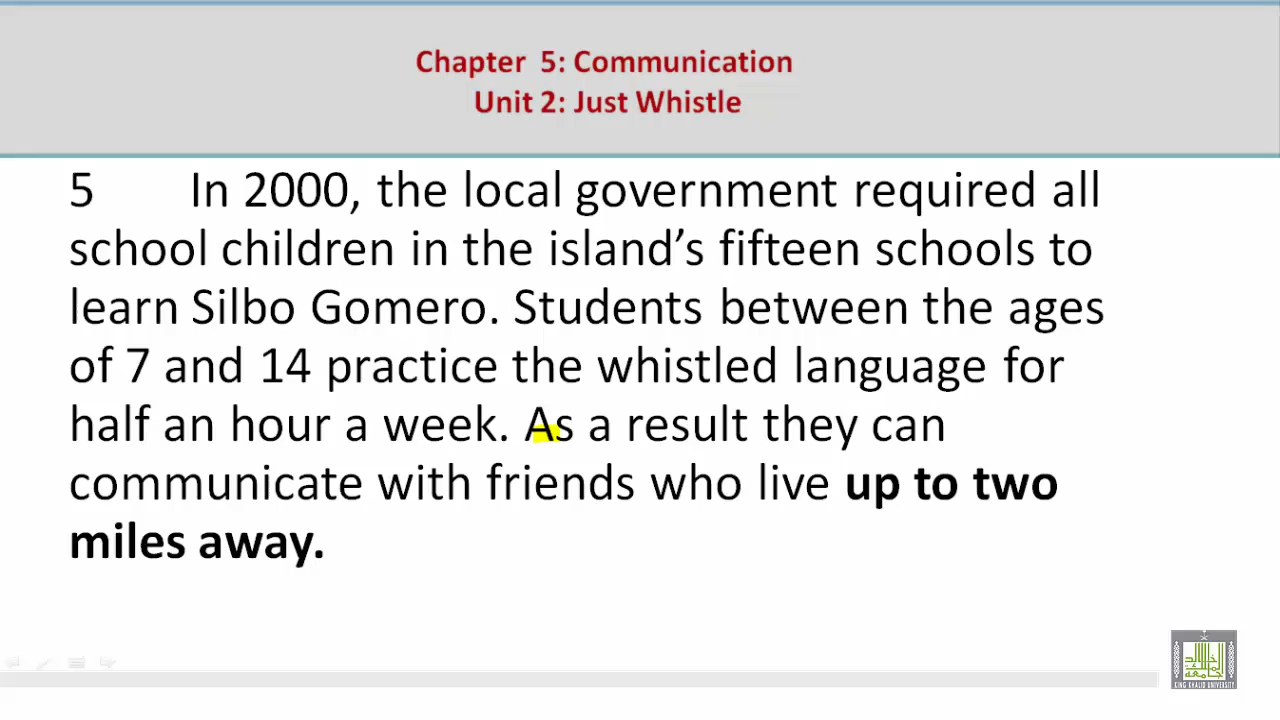 Chapter 5: Communication
Unit 2: Just Whistle
5 In 2000, the local government required all
school children in the island’s fifteen schools to
learn Silbo Gomero. Students between the ages
of 7 and 14 practice the whistled language for
half an hour a week. As a result they can
communicate with friends who live up to two
miles away.
KING KHALID UNIVERSITY